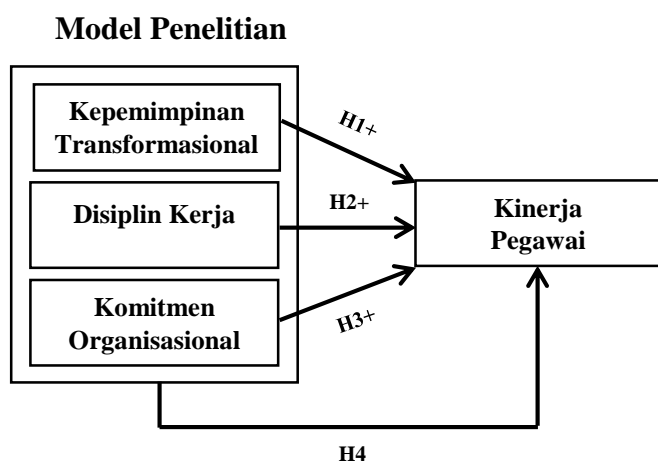 Model Penelitian
Kepemimpinan
Transformasional
H1+
Disiplin Kerja
H2+
Kinerja
Pegawai
Komitmen
Organisasional
H3+
H4